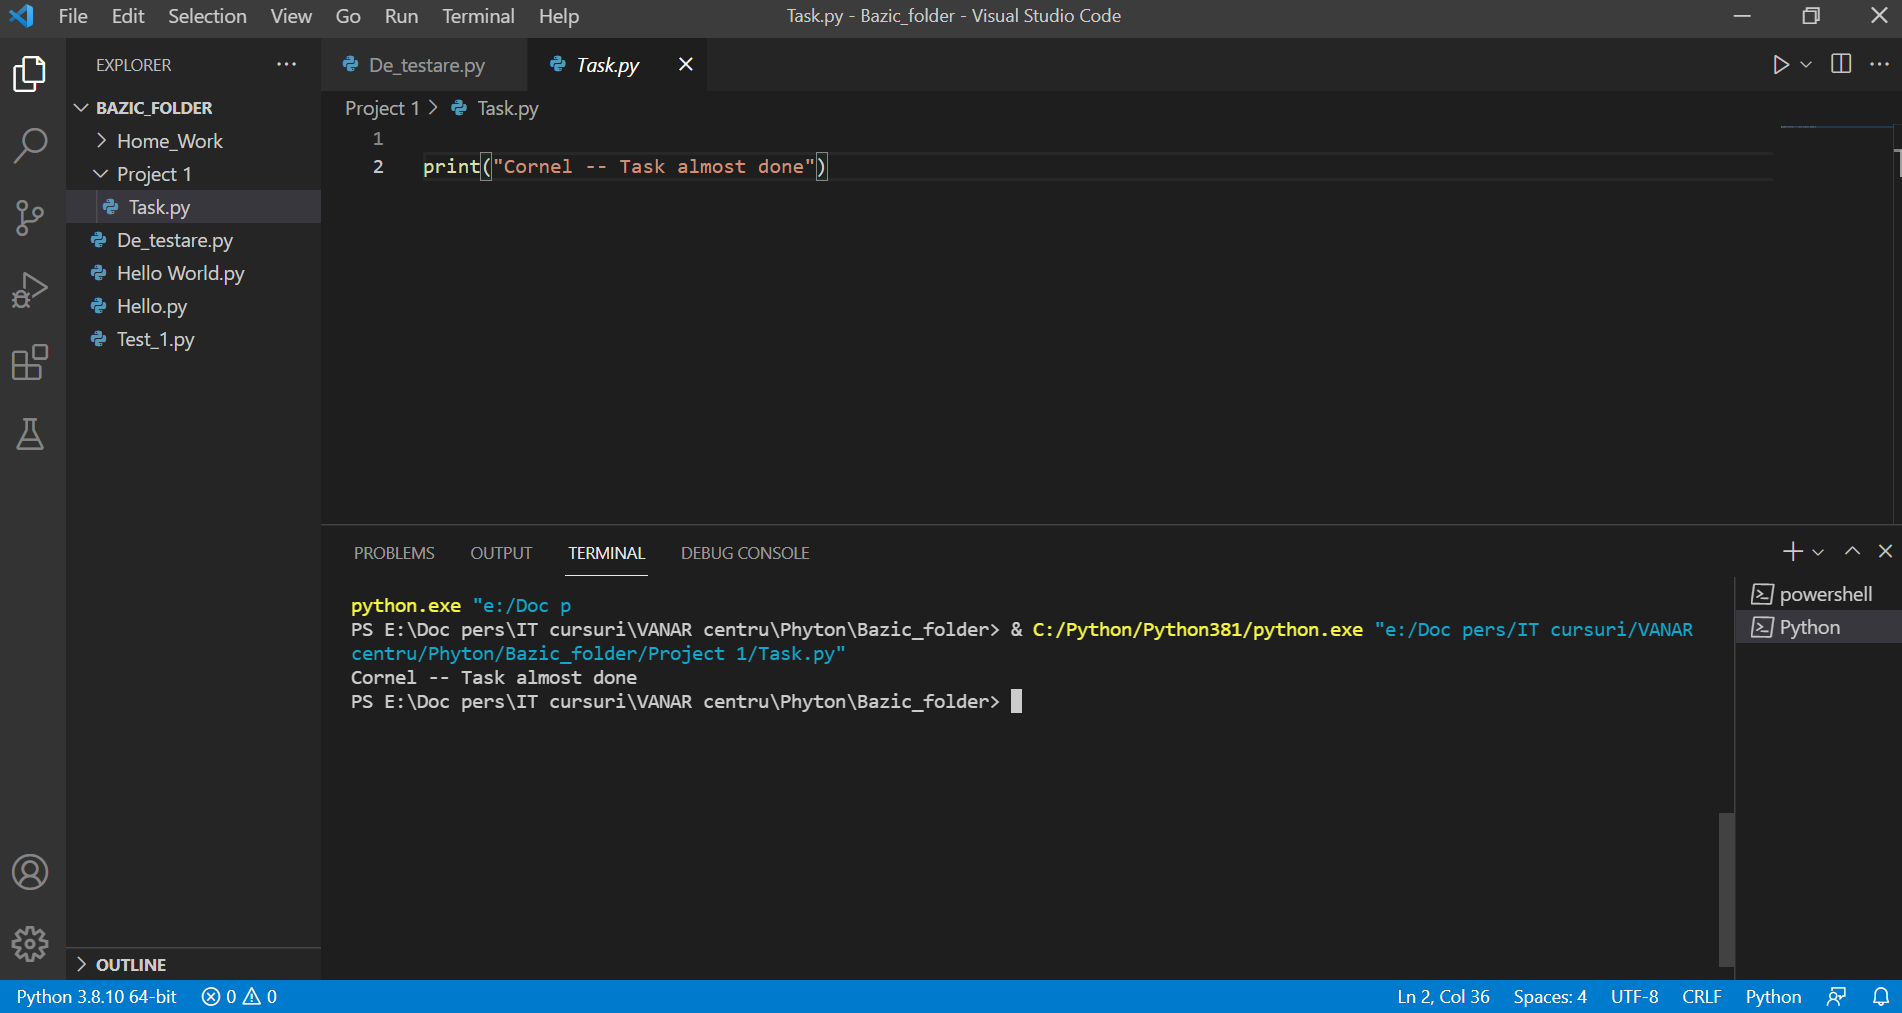 File Edit Selection View Go Run Terminal Help Task.py - Bazic_folder - Visual Studio Code
EXPLORER
BAZIC_FOLDER
Home_Work
Project 1
Task.py
De_testare.py
Hello World.py
Hello.py
Test_1.py
OUTLINE
De_testare.py Task.py
Project 1 > Task.py
1
2 print("Cornel -- Task almost done")
PROBLEMS OUTPUT TERMINAL DEBUG CONSOLE
python.exe "e:/Doc p
PS E:\Doc pers\IT cursuri\VANAR centru\Phyton\Bazic_folder> & C:/Python/Python381/python.exe "e:/Doc pers/IT cursuri/VANAR
centru/Phyton/Bazic_folder/Project 1/Task.py"
Cornel -- Task almost done
PS E:\Doc pers\IT cursuri\VANAR centru\Phyton\Bazic_folder>
powershell
Python
Python 3.8.10 64-bit 0 0 Ln 2, Col 36 Spaces: 4 UTF-8 CRLF Python